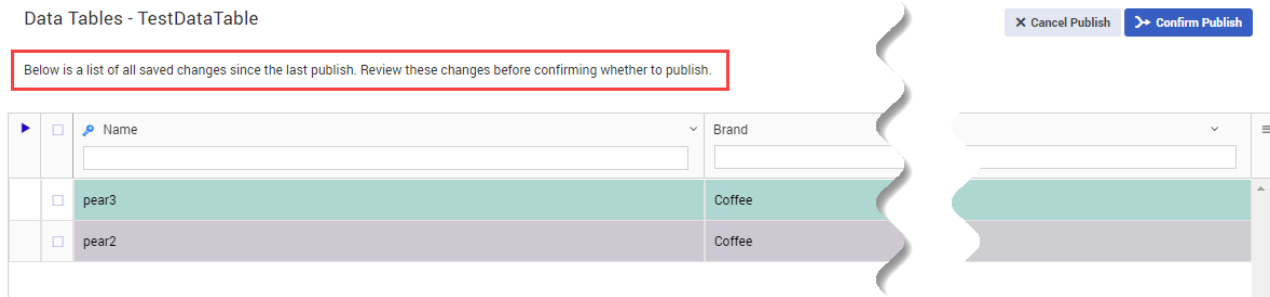 Data Tables - TestDataTable
Cancel Publish
Confirm Publish
Below is a list of all saved changes since the last publish. Review these changes before confirming whether to publish.
Name
Brand
pear3
Coffee
pear2
Coffee